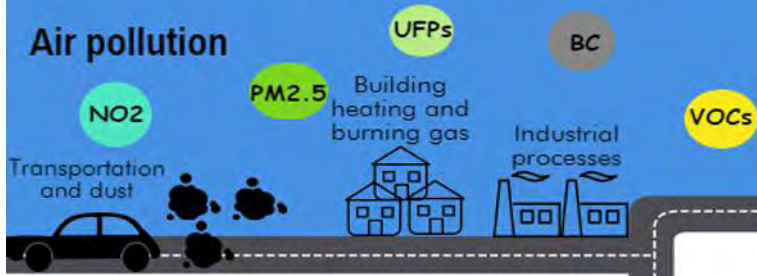 Air pollution
UFPs
BC
NO2
PM2.5
VOCs
Transportation
and dust
Building
heating and
burning gas
Industrial
processes